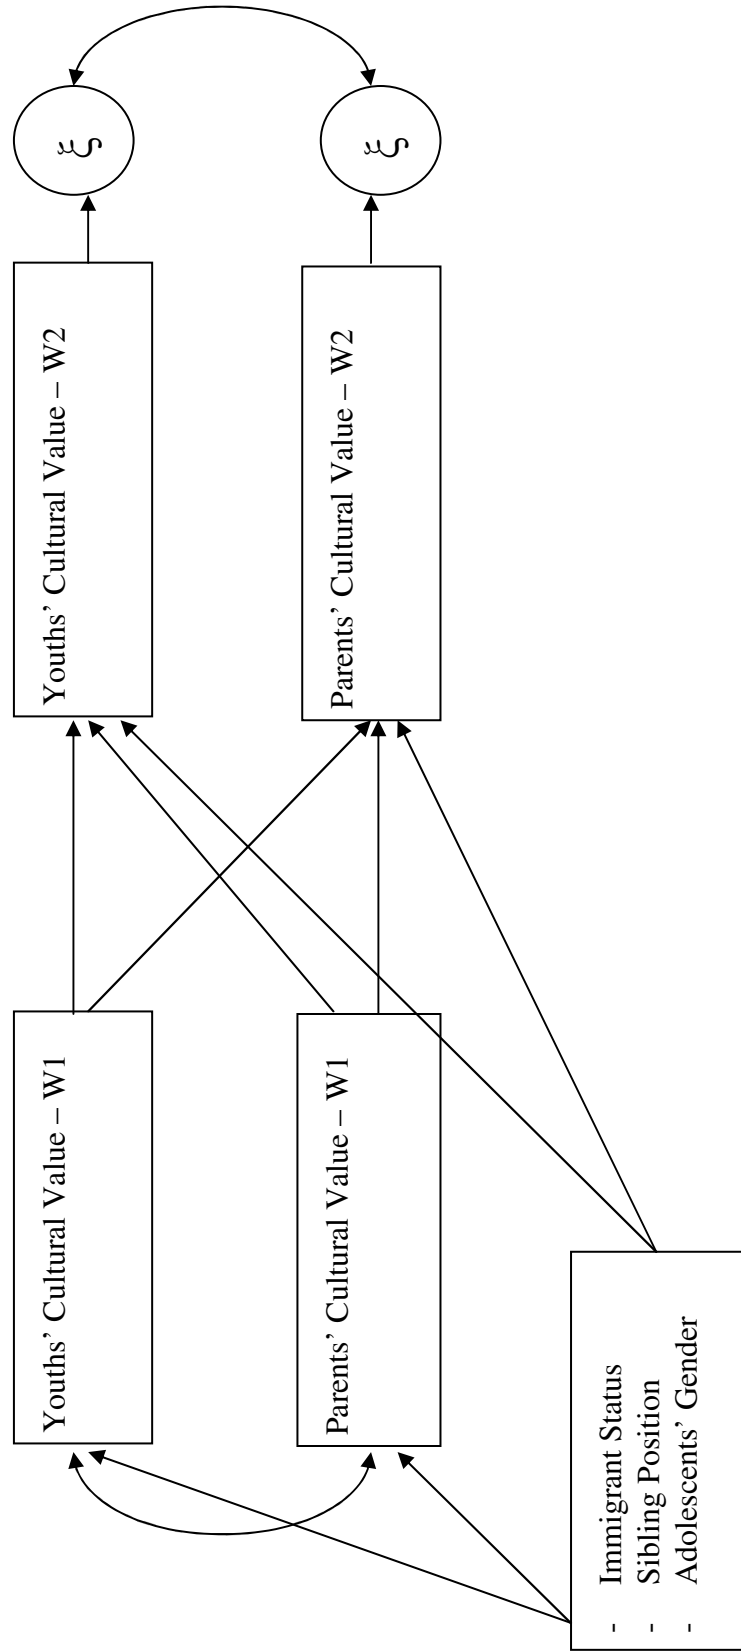 Youths’ Cultural Value – W1
Youths’ Cultural Value – W2
ξ
Parents’ Cultural Value – W1
Parents’ Cultural Value – W2
ξ
- Immigrant Status
- Sibling Position
- Adolescents’ Gender